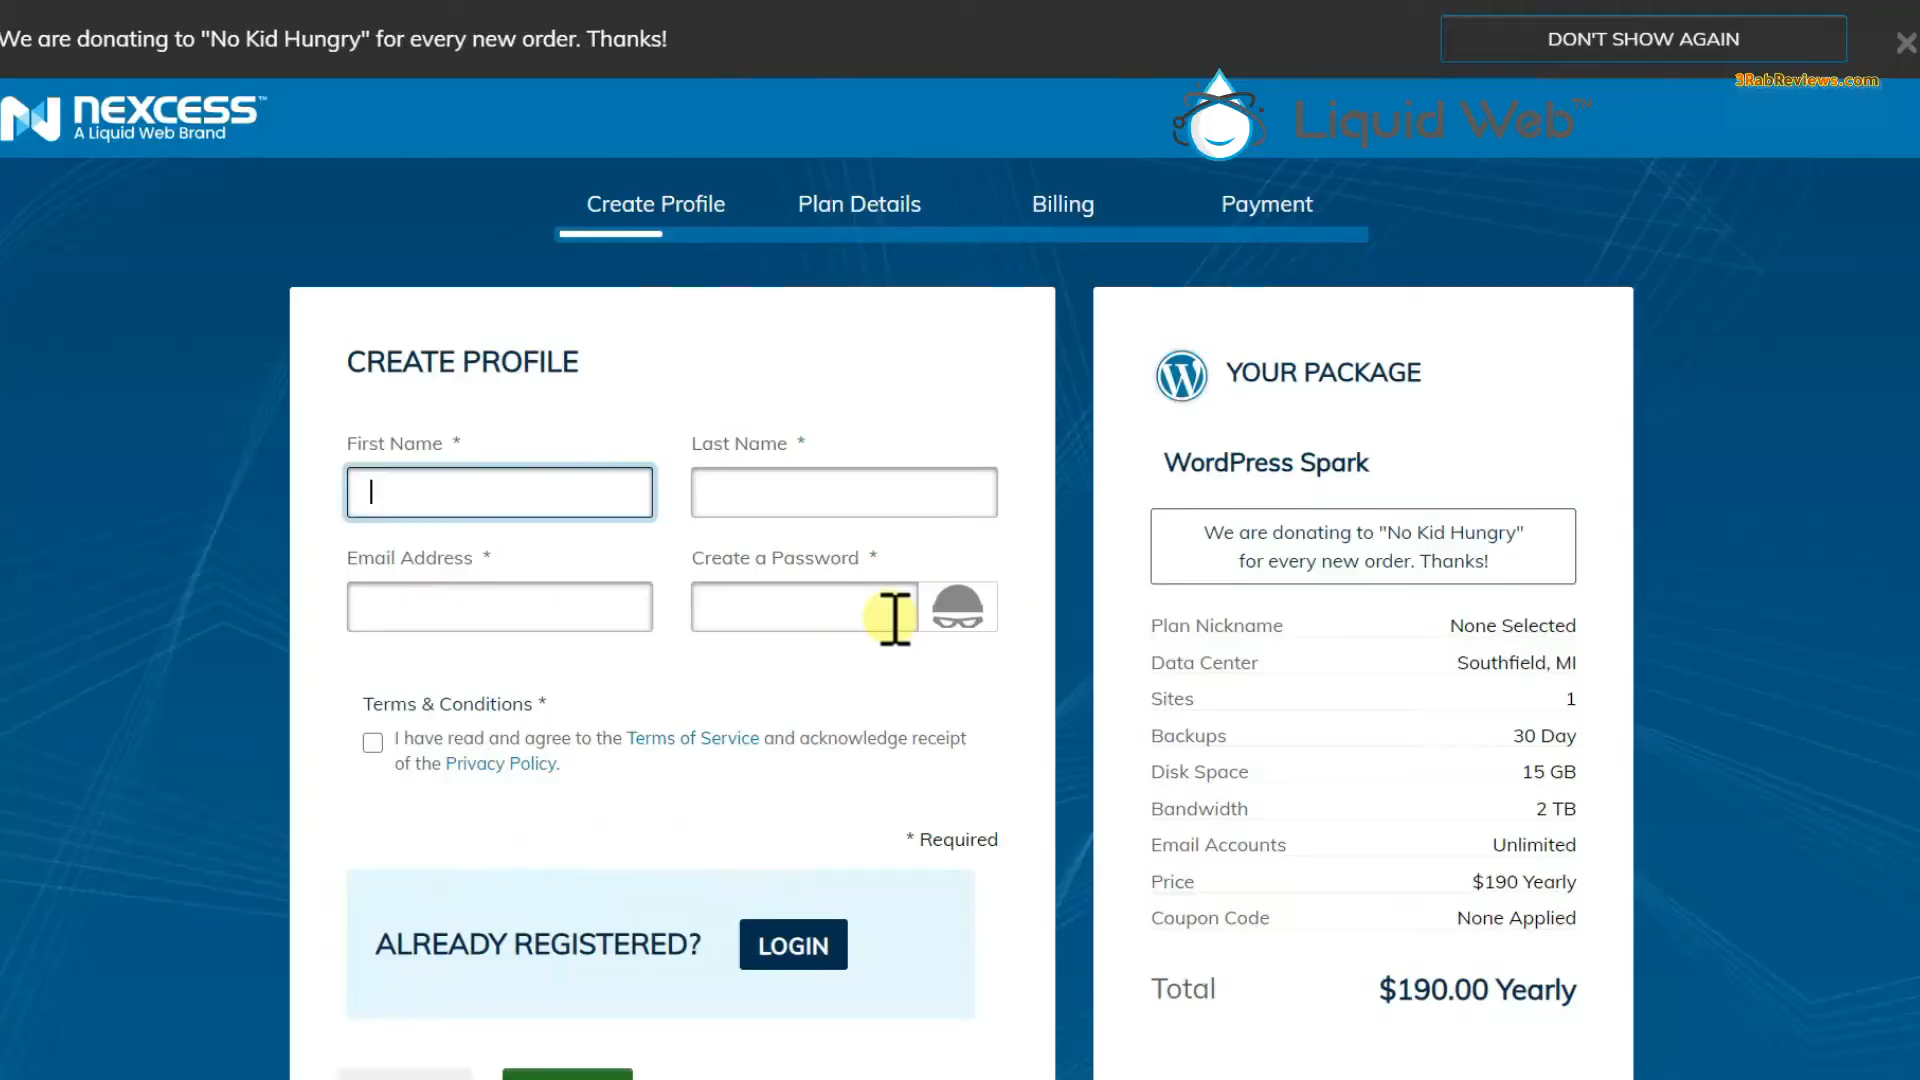 We are donating to "No Kid Hungry" for every new order. Thanks!
DON'T SHOW AGAIN
3RabReviews.com
NEXCESS™
A Liquid Web Brand
Liquid Web™
Create Profile
Plan Details
Billing
Payment
CREATE PROFILE
First Name *
Last Name *
Email Address *
Create a Password *
Terms & Conditions *
I have read and agree to the Terms of Service and acknowledge receipt
of the Privacy Policy.
* Required
ALREADY REGISTERED?
LOGIN
YOUR PACKAGE
WordPress Spark
We are donating to "No Kid Hungry"
for every new order. Thanks!
Plan Nickname None Selected
Data Center Southfield, MI
Sites 1
Backups 30 Day
Disk Space 15 GB
Bandwidth 2 TB
Email Accounts Unlimited
Price $190 Yearly
Coupon Code None Applied
Total $190.00 Yearly